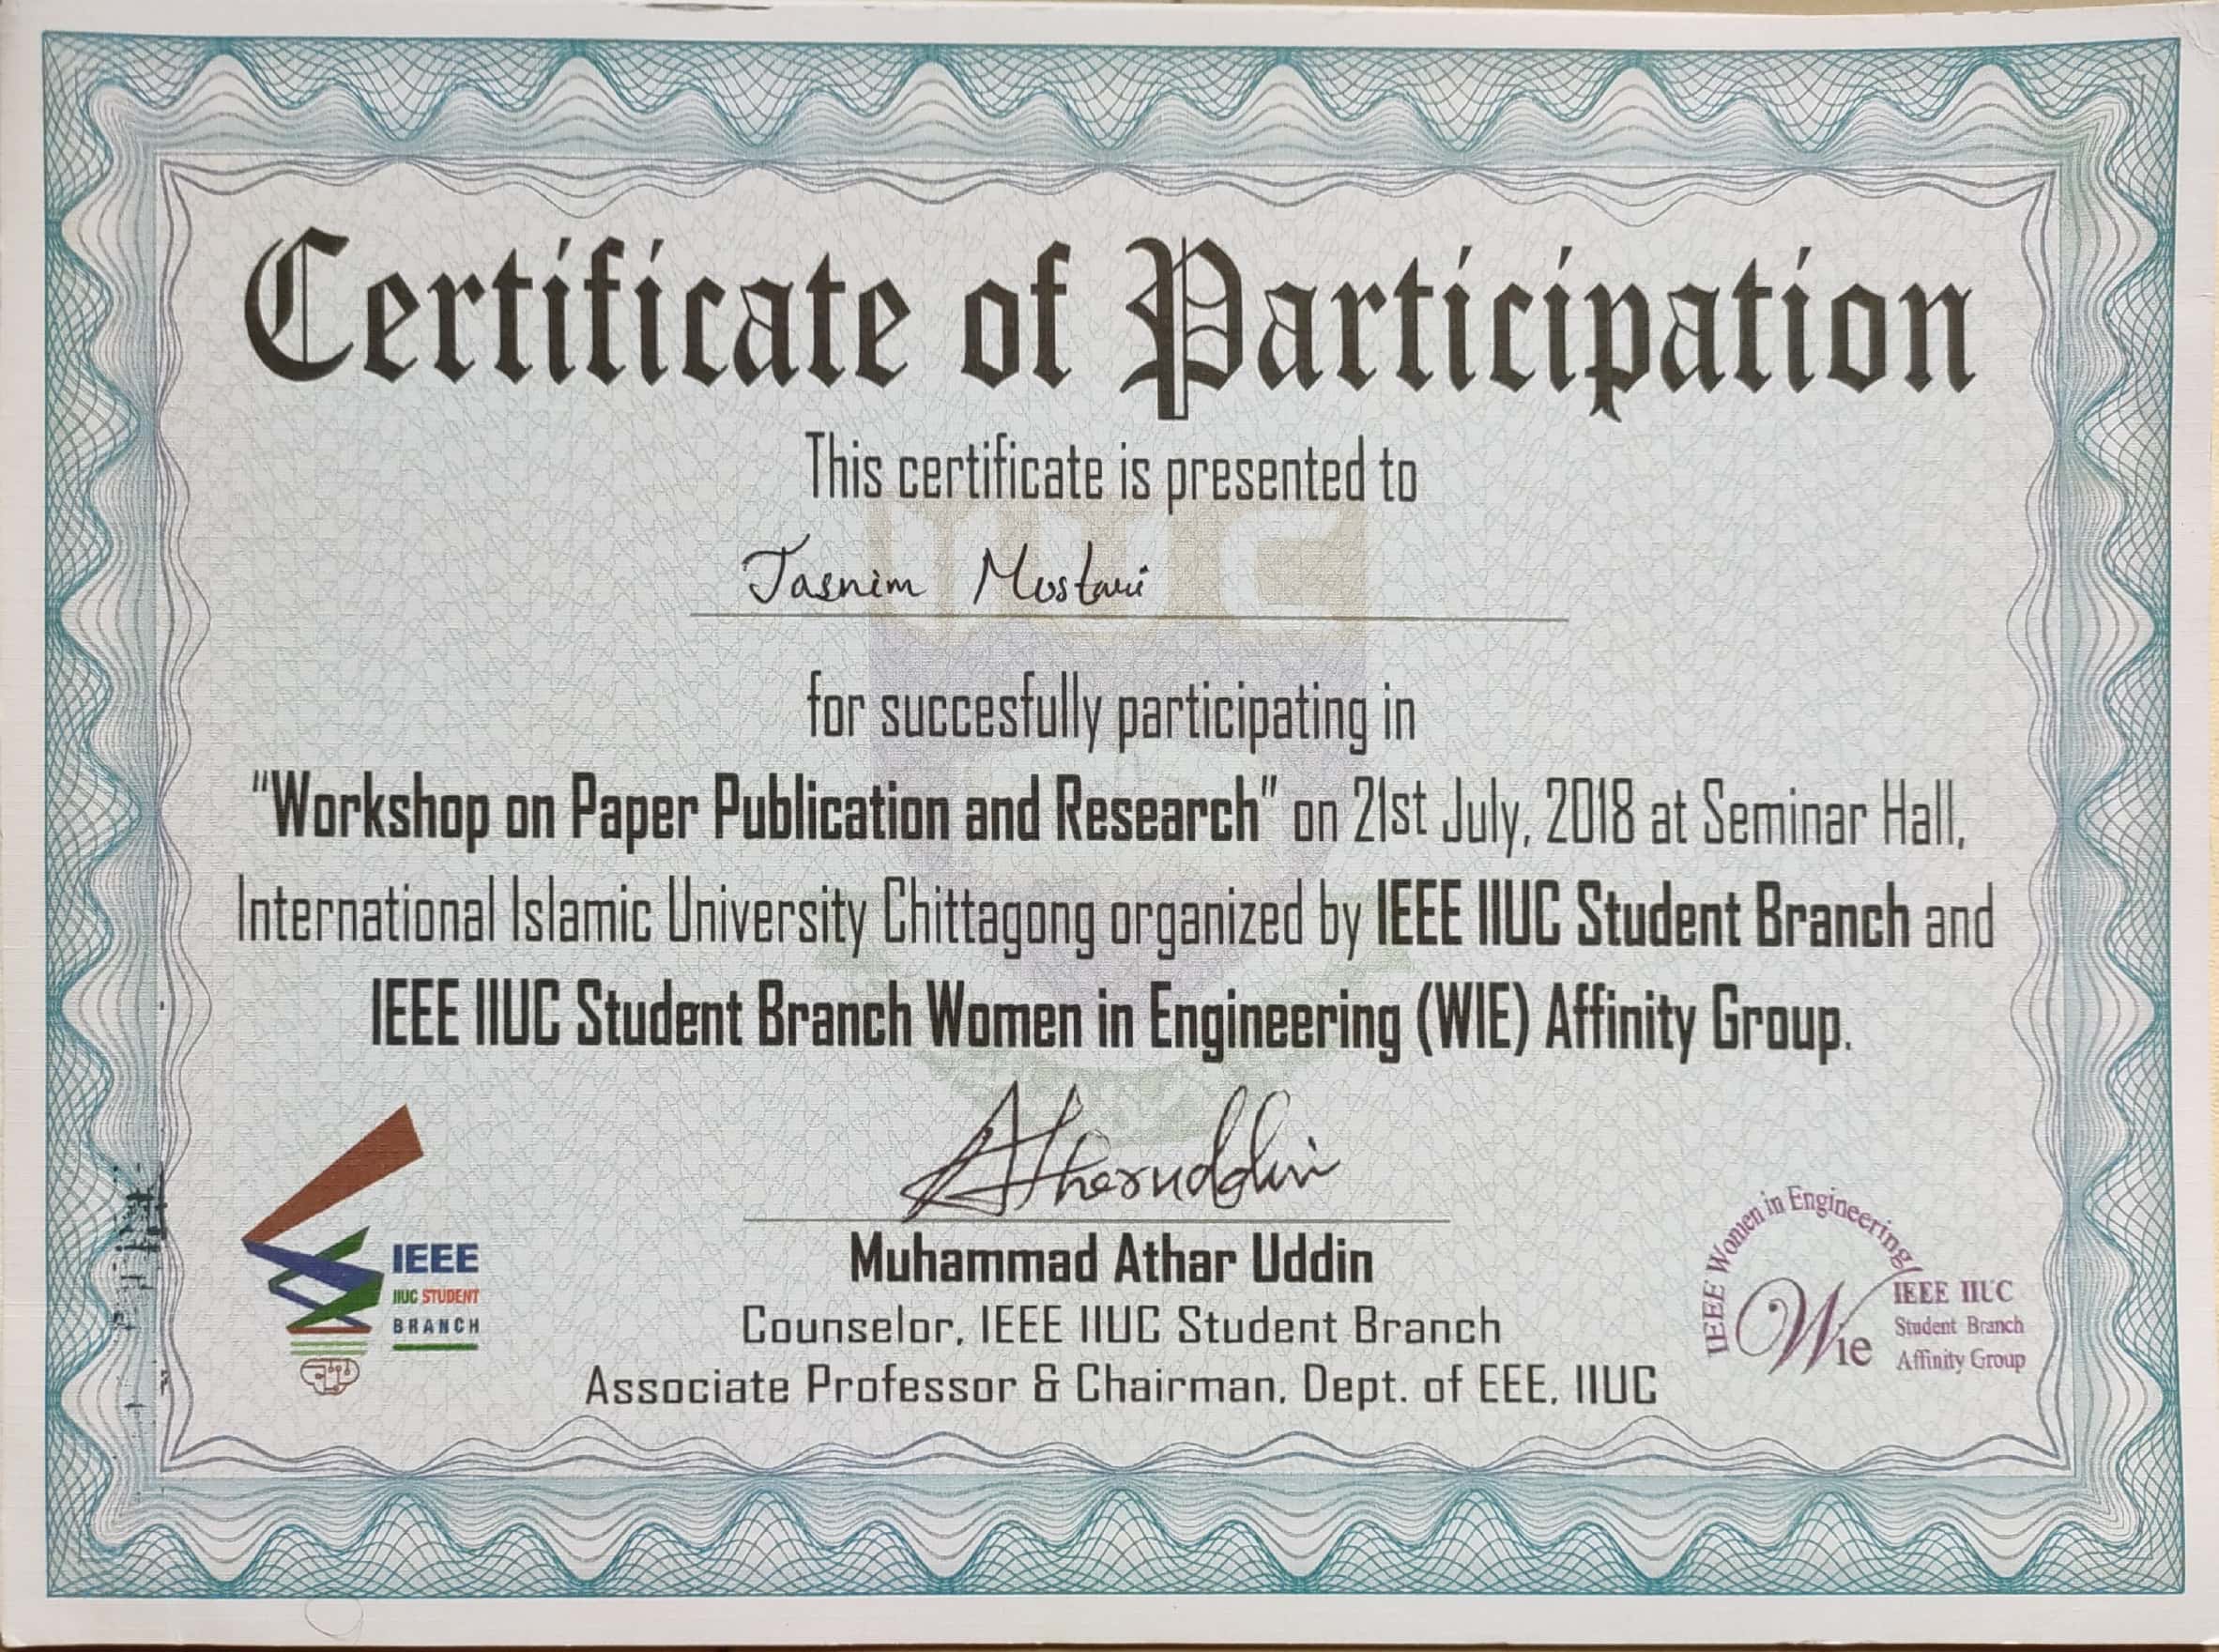 Certificate of Participation
This certificate is presented to
Tasnim Mostari
for succesfully participating in
"Workshop on Paper Publication and Research" on 21st July, 2018 at Seminar Hall,
International Islamic University Chittagong organized by IEEE IIUC Student Branch and
IEEE IIUC Student Branch Women in Engineering (WIE) Affinity Group.
Atharuddin
Muhammad Athar Uddin
Counselor, IEEE IIUC Student Branch
Associate Professor & Chairman, Dept. of EEE, IIUC
IEEE
IIUC STUDENT
BRANCH
IEEE Women in Engineering
Wie
IEEE IIUC
Student Branch
Affinity Group
IIUC